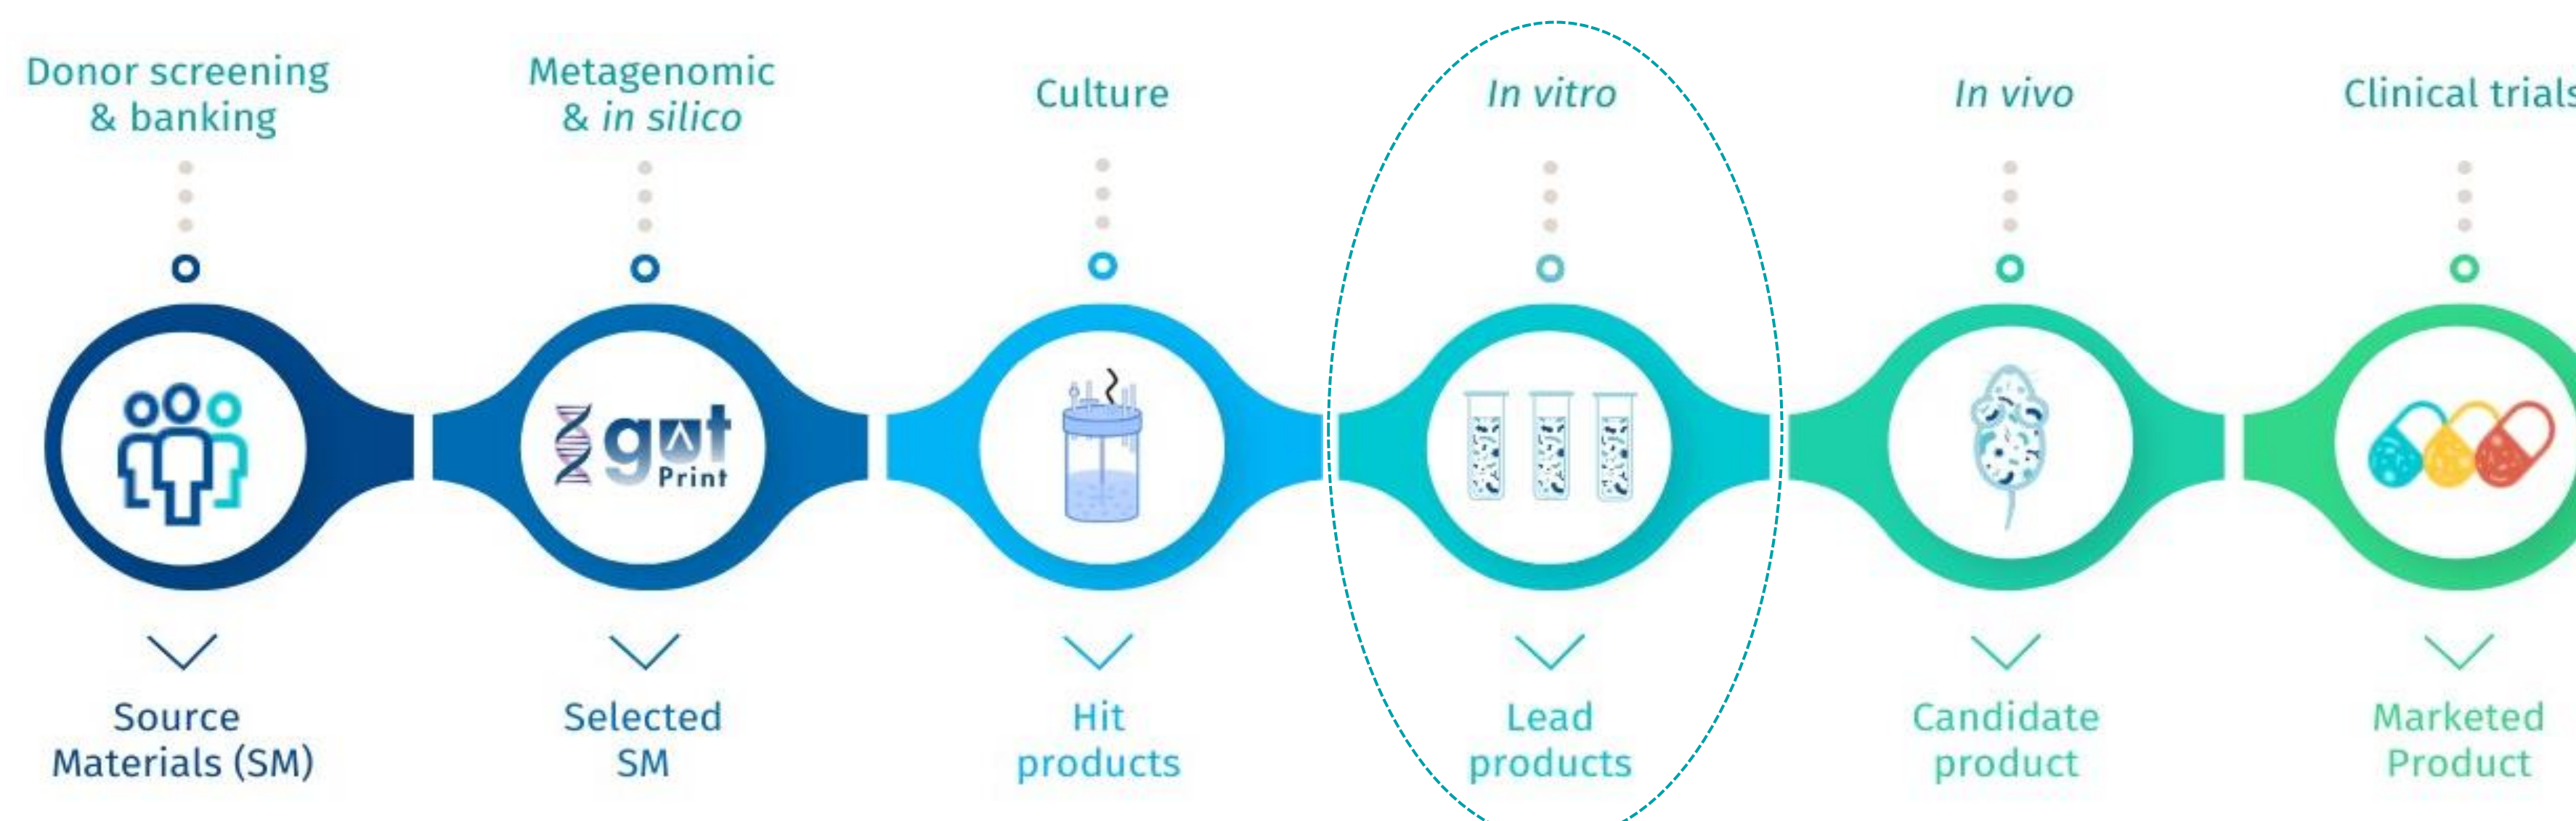 Donor screening
& banking
Metagenomic
& in silico
Culture
In vitro
In vivo
Clinical trials
gut
Print
Source
Materials (SM)
Selected
SM
Hit
products
Lead
products
Candidate
product
Marketed
Product